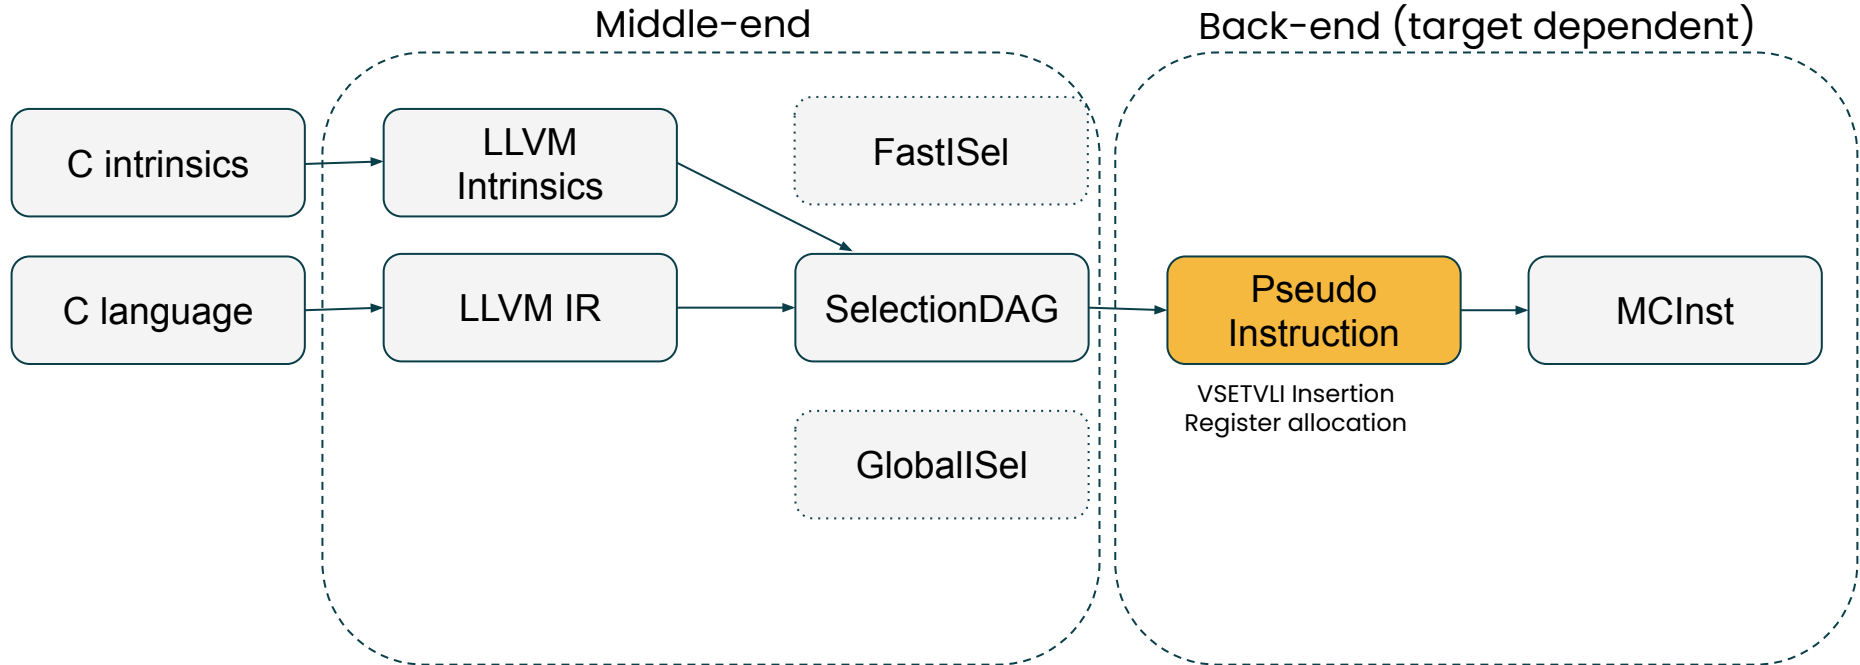 Middle-end
Back-end (target dependent)
C intrinsics
LLVM
Intrinsics
FastISel
C language
LLVM IR
SelectionDAG
Pseudo
Instruction
MCInst
VSETVLI Insertion
Register allocation
GlobalISel